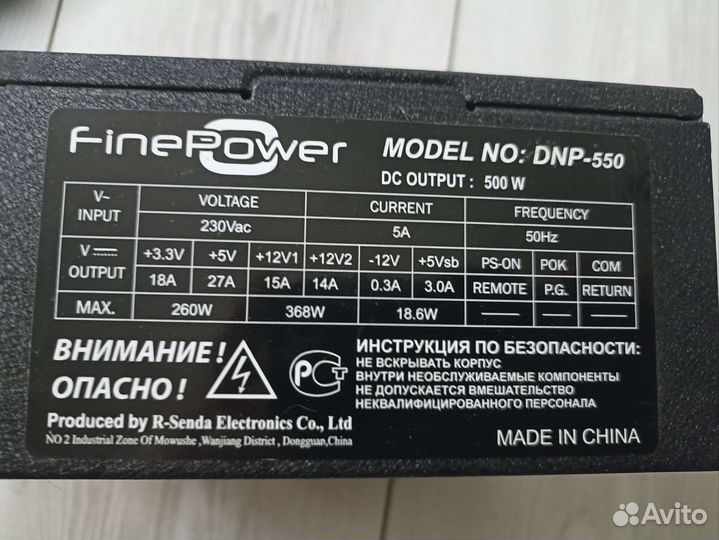 FinePower
MODEL NO: DNP-550
DC OUTPUT : 500 W
V~ INPUT VOLTAGE CURRENT FREQUENCY
230Vac 5A 50Hz
V OUTPUT +3.3V +5V +12V1 +12V2 -12V +5Vsb PS-ON POK COM
18A 27A 15A 14A 0.3A 3.0A REMOTE P.G. RETURN
MAX. 260W 368W 18.6W
ВНИМАНИЕ!
ОПАСНО!
РСТ
ИНСТРУКЦИЯ ПО БЕЗОПАСНОСТИ:
НЕ ВСКРЫВАТЬ КОРПУС
ВНУТРИ НЕОБСЛУЖИВАЕМЫЕ КОМПОНЕНТЫ
НЕ ДОПУСКАЕТСЯ ВМЕШАТЕЛЬСТВО
НЕКВАЛИФИЦИРОВАННОГО ПЕРСОНАЛА
Produced by R-Senda Electronics Co., Ltd
NO 2 Industrial Zone Of Mowushe ,Wanjiang District , Dongguan,China
MADE IN CHINA
Avito